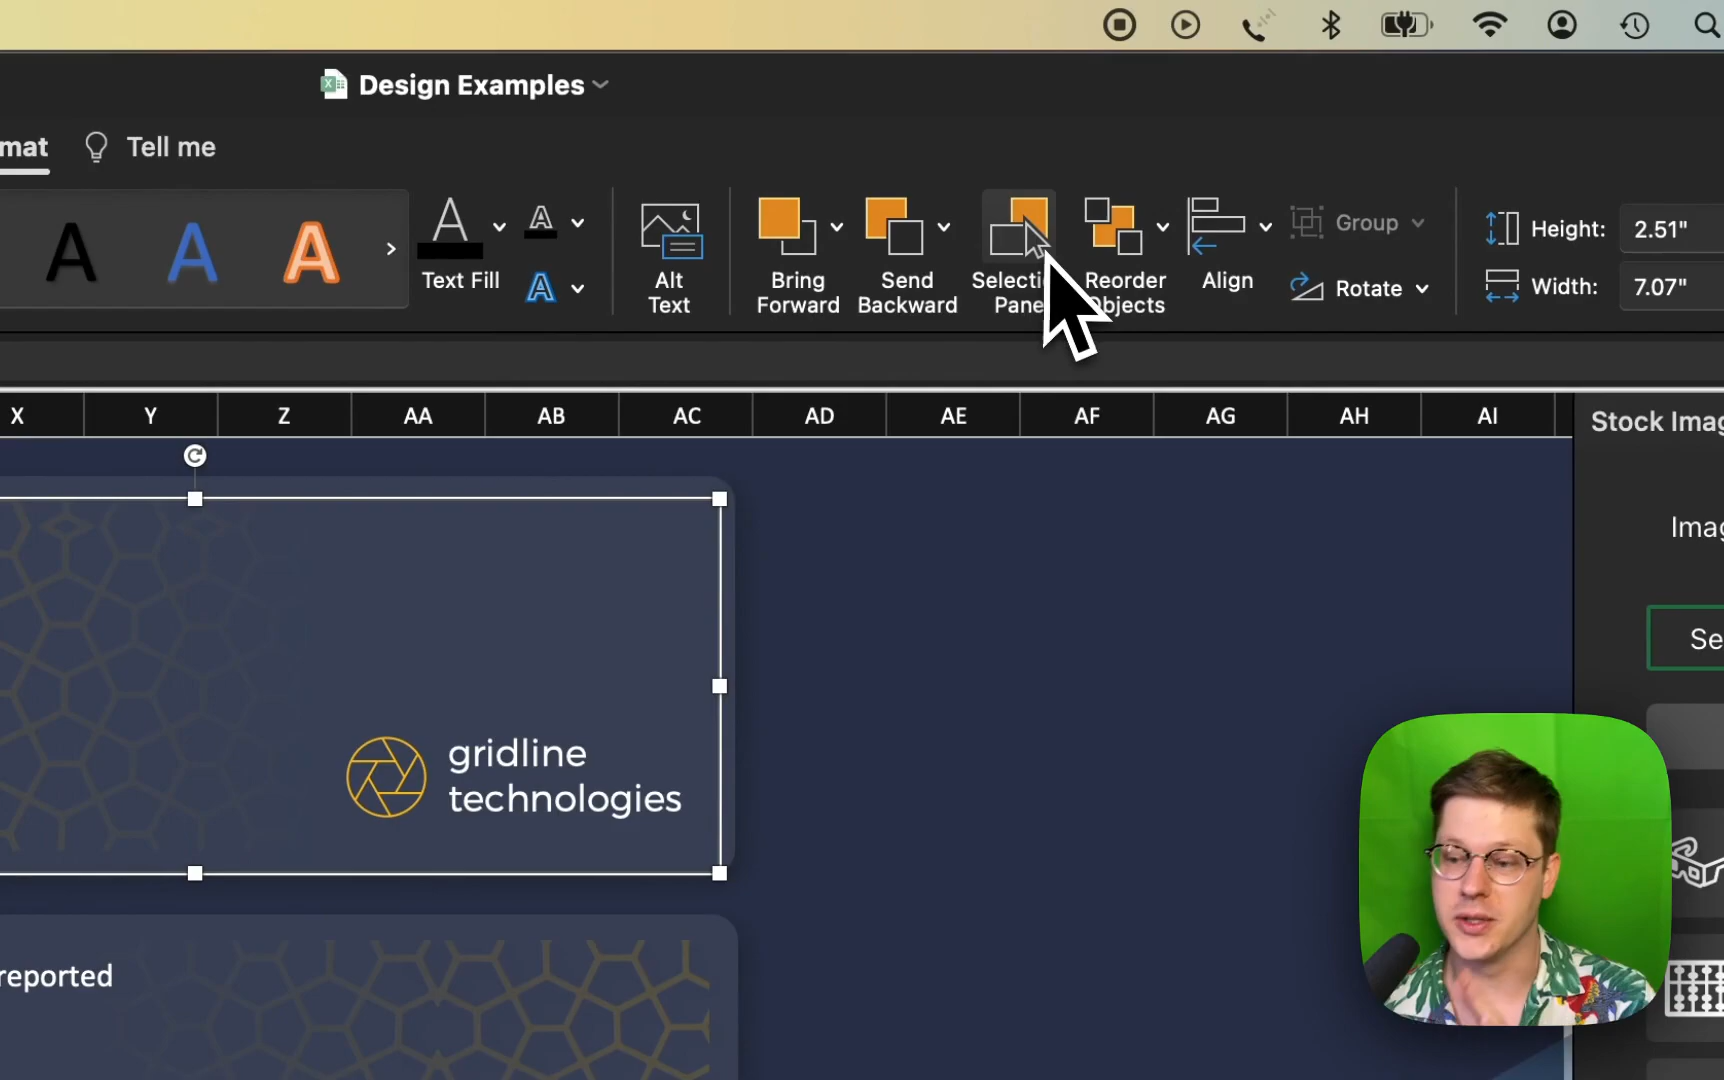 Design Examples
mat
Tell me
A A A
Text Fill
Alt
Text
Bring
Forward
Send
Backward
Selecti
Pane
Reorder
bjects
Align
Group
Rotate
Height: 2.51"
Width: 7.07"
X Y Z AA AB AC AD AE AF AG AH AI
Stock Imag
Imag
Se
gridline
technologies
reported